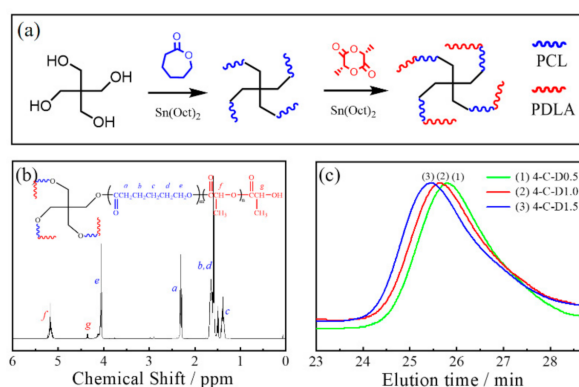 (a)
HO
OH
HO
OH
O
O
Sn(Oct)₂
O
O
O
O
Sn(Oct)₂
PCL
PDLA
(b)
O
O
O
O
a b c d e
O
O
m
O
f
O
n
CH₃
O
g
OH
CH₃
f
g
e
a
b,d
c
6 5 4 3 2 1 0
Chemical Shift / ppm
(c)
(3) (2) (1)
(1) 4-C-D0.5
(2) 4-C-D1.0
(3) 4-C-D1.5
23 24 25 26 27 28
Elution time / min